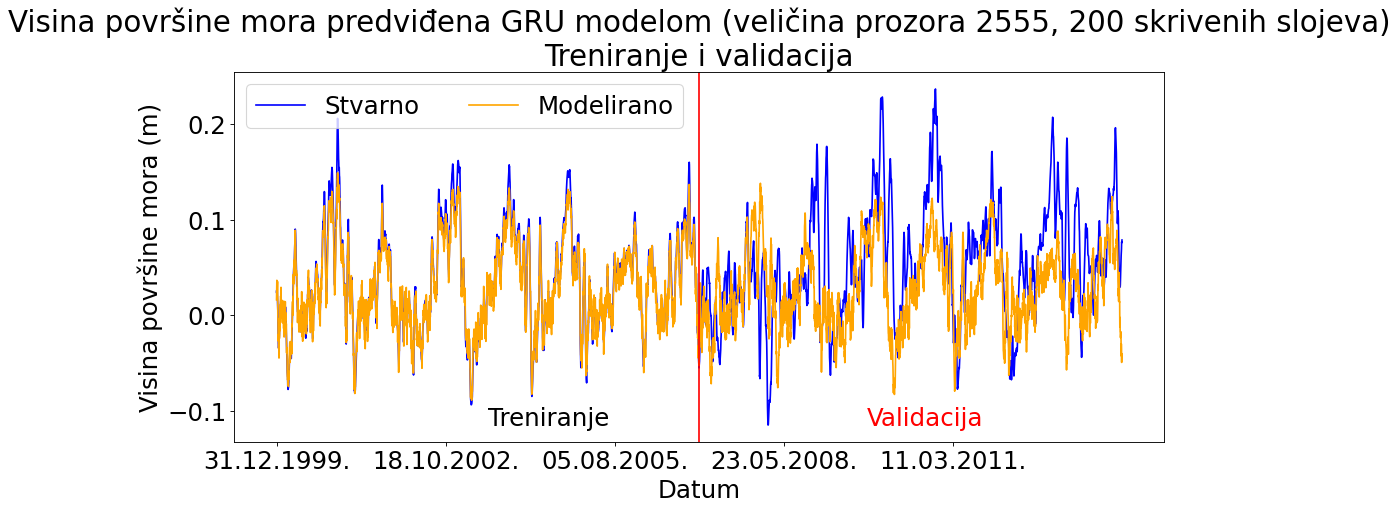 Visina površine mora predviđena GRU modelom (veličina prozora 2555, 200 skrivenih slojeva)
Treniranje i validacija
Stvarno Modelirano
Visina površine mora (m)
0.2
0.1
0.0
−0.1
Treniranje Validacija
31.12.1999. 18.10.2002. 05.08.2005. 23.05.2008. 11.03.2011.
Datum